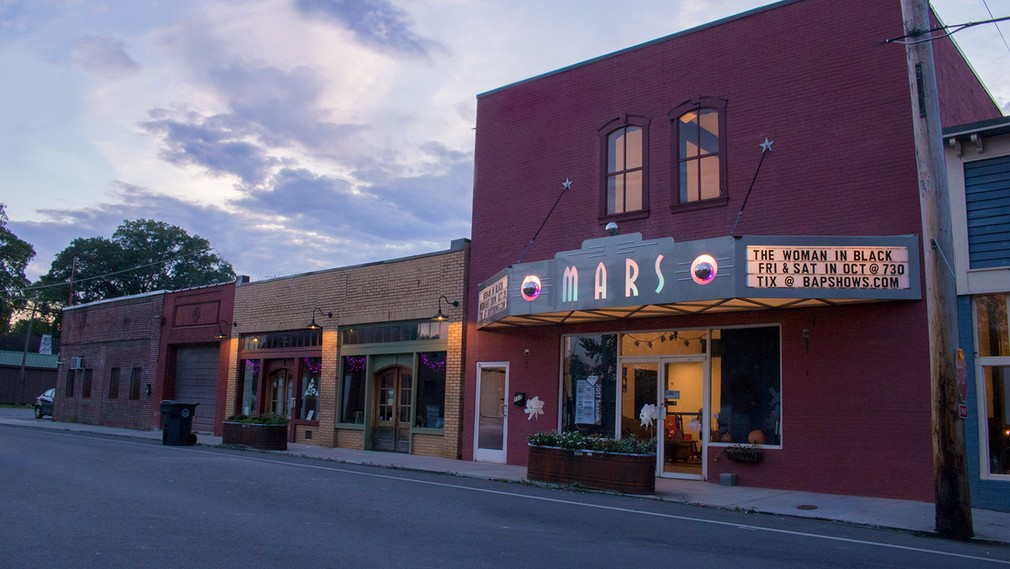 MARS
THE WOMAN IN BLACK
FRI & SAT IN OCT @ 730
TIX @ BAPSHOWS.COM